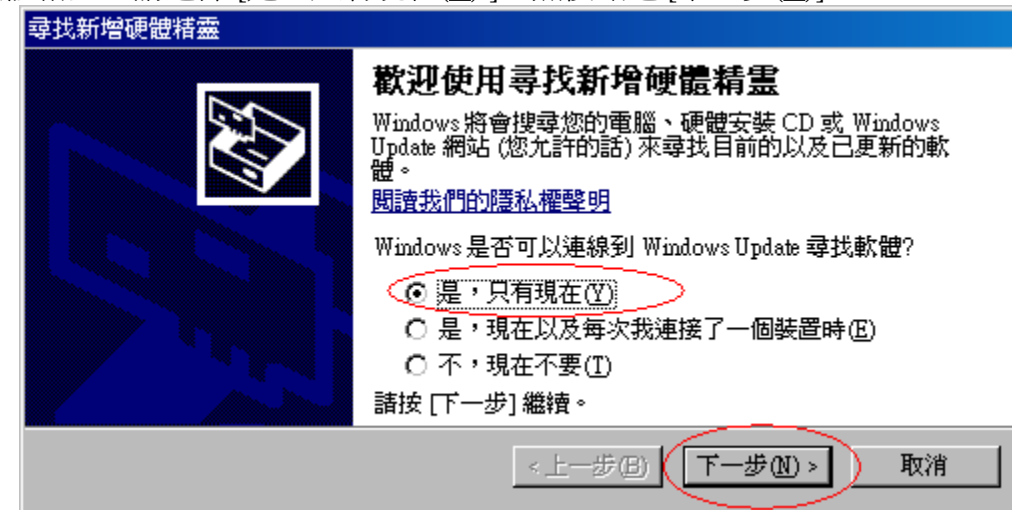 尋找新增硬體精靈
歡迎使用尋找新增硬體精靈
Windows 將會搜尋您的電腦、硬體安裝 CD 或 Windows
Update 網站 (您允許的話) 來尋找目前的以及已更新的軟
體。
閱讀我們的隱私權聲明
Windows 是否可以連線到 Windows Update 尋找軟體?
是，只有現在(Y)
是，現在以及每次我連接了一個裝置時(E)
不，現在不要(T)
請按 [下一步] 繼續。
<上一步(B) 下一步(N)> 取消